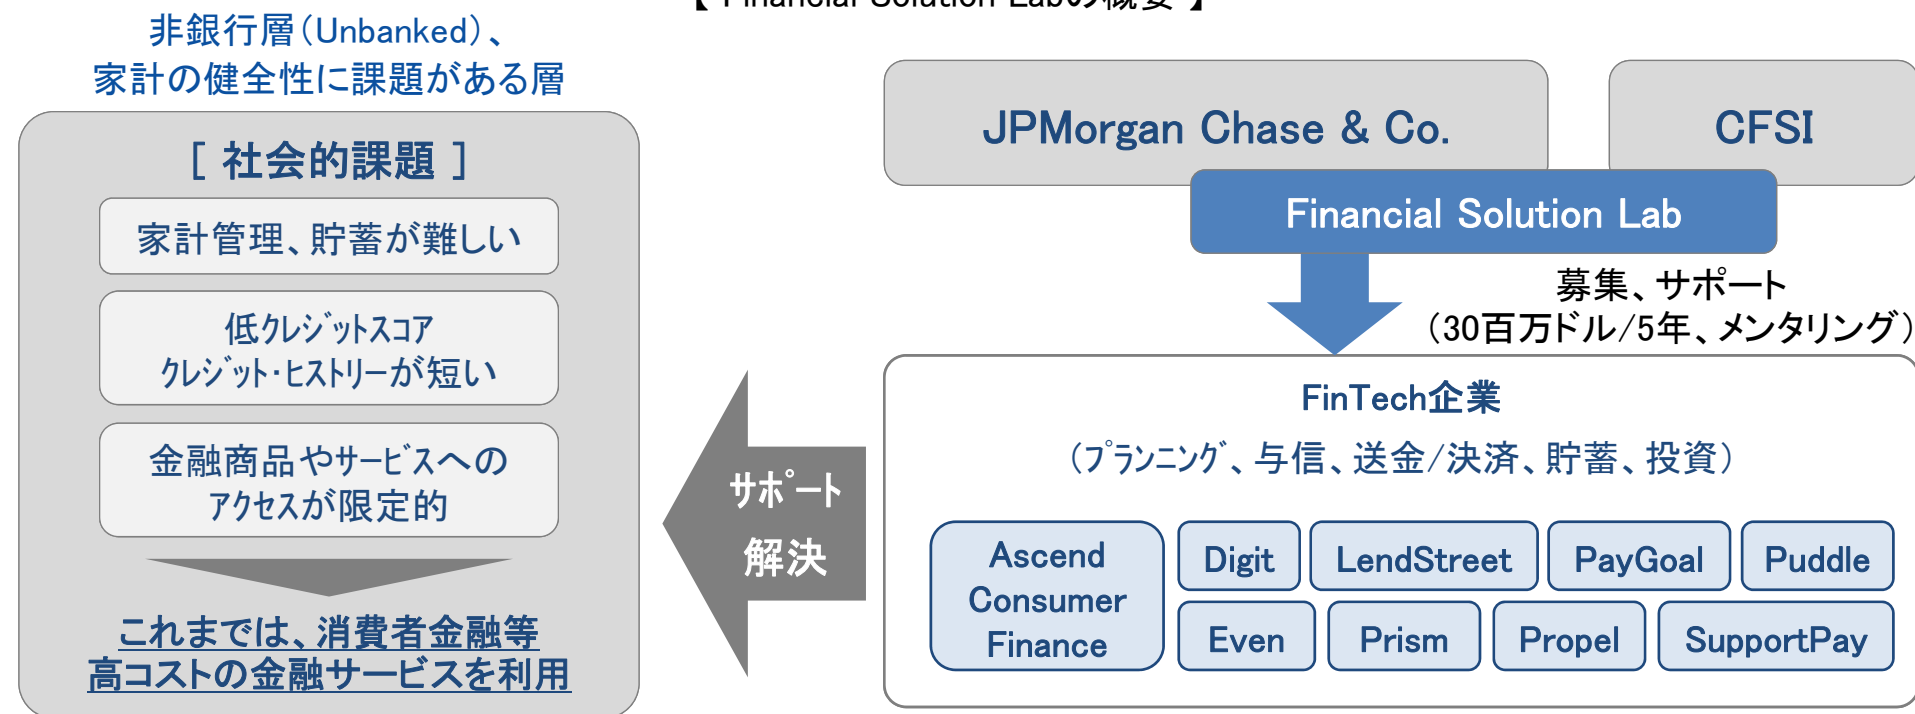 【 Financial Solution Labの概要 】
非銀行層（Unbanked）、
家計の健全性に課題がある層
[ 社会的課題 ]
家計管理、貯蓄が難しい
低クレジットスコア
クレジット・ヒストリーが短い
金融商品やサービスへの
アクセスが限定的
これまでは、消費者金融等
高コストの金融サービスを利用
サポート
解決
JPMorgan Chase & Co.
CFSI
Financial Solution Lab
募集、サポート
（30百万ドル/5年、メンタリング）
FinTech企業
（プランニング、与信、送金/決済、貯蓄、投資）
Ascend
Consumer
Finance
Digit
LendStreet
PayGoal
Puddle
Even
Prism
Propel
SupportPay